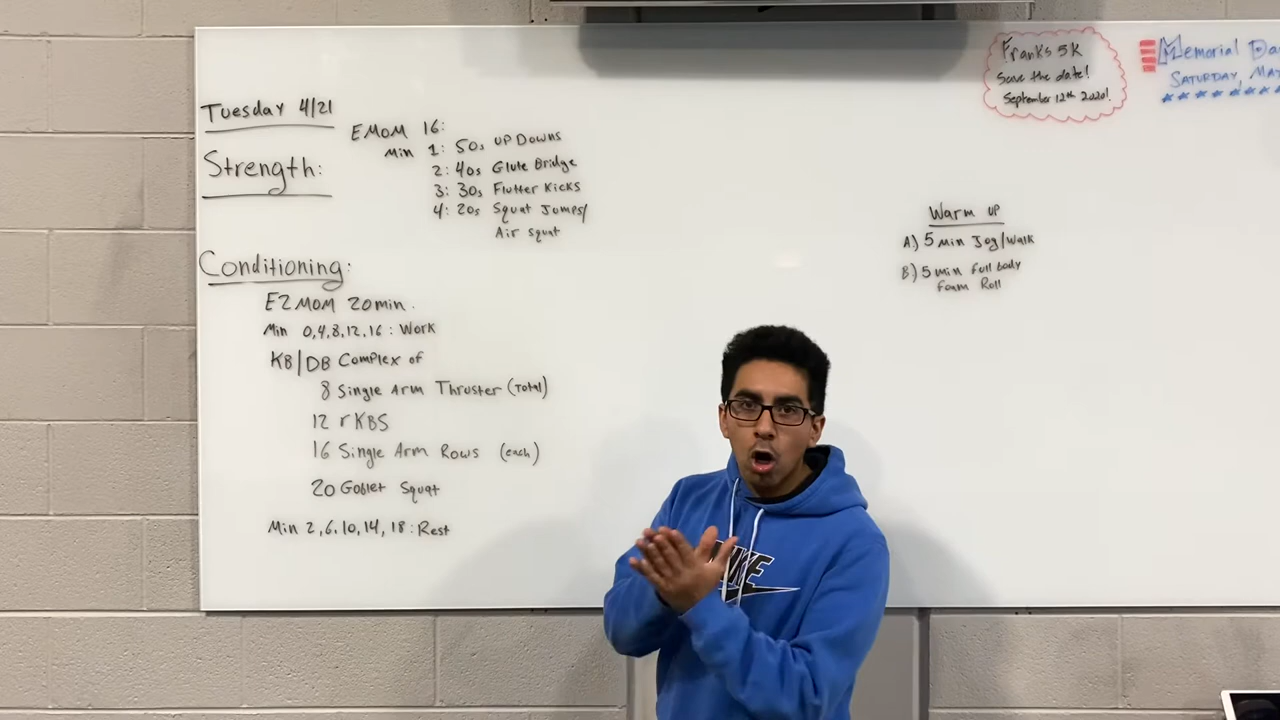 Tuesday 4/21
Strength:
EMOM 16:
Min 1: 50s UP Downs
2: 40s Glute Bridge
3: 30s Flutter Kicks
4: 20s Squat Jumps/
Air Squat
Conditioning:
E2MOM 20min.
Min 0,4,8,12,16: Work
KB/DB Complex of
8 Single Arm Thruster (Total)
12 rKBS
16 Single Arm Rows (each)
20 Goblet Squat
Min 2,6,10,14,18: Rest
Warm up
A) 5 Min Jog/Walk
B) 5 min full body
foam Roll
Frank's 5K
Save the date!
September 12th 2020!
Memorial Da
Saturday, May
NIKE